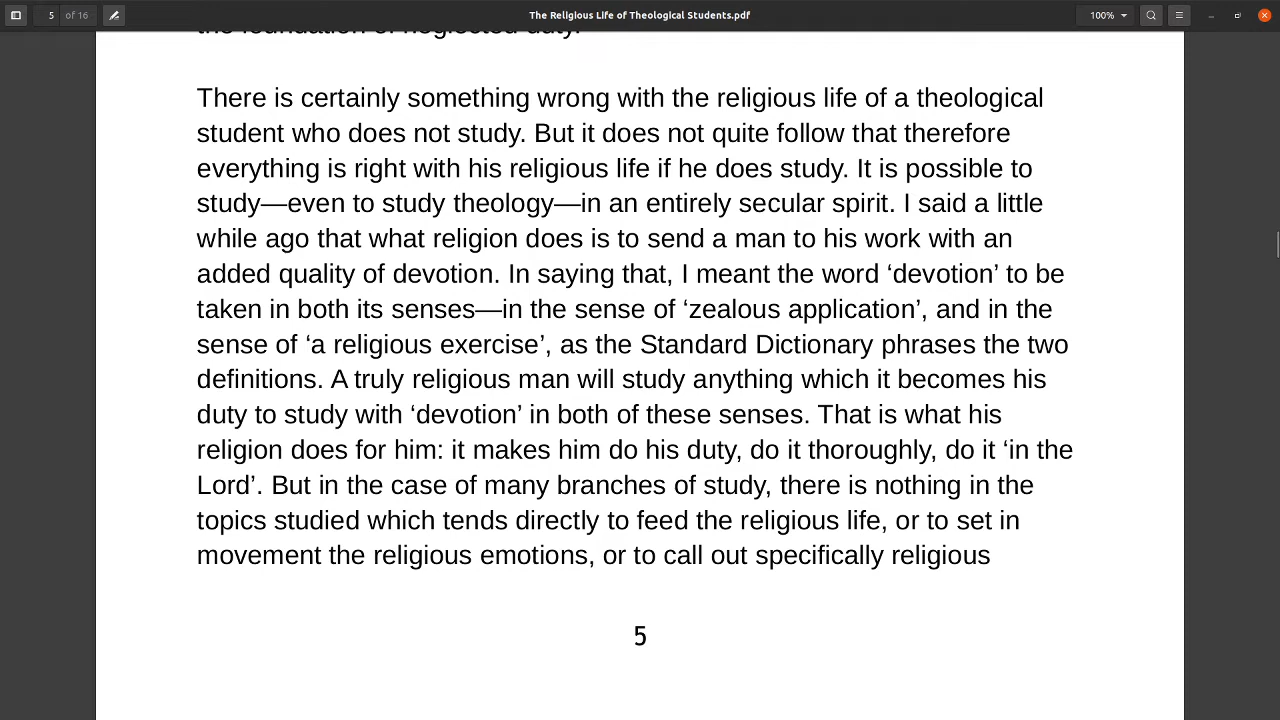 5 of 16
The Religious Life of Theological Students.pdf
100%
the foundation of neglected duty.
There is certainly something wrong with the religious life of a theological
student who does not study. But it does not quite follow that therefore
everything is right with his religious life if he does study. It is possible to
study—even to study theology—in an entirely secular spirit. I said a little
while ago that what religion does is to send a man to his work with an
added quality of devotion. In saying that, I meant the word ‘devotion’ to be
taken in both its senses—in the sense of ‘zealous application’, and in the
sense of ‘a religious exercise’, as the Standard Dictionary phrases the two
definitions. A truly religious man will study anything which it becomes his
duty to study with ‘devotion’ in both of these senses. That is what his
religion does for him: it makes him do his duty, do it thoroughly, do it ‘in the
Lord’. But in the case of many branches of study, there is nothing in the
topics studied which tends directly to feed the religious life, or to set in
movement the religious emotions, or to call out specifically religious
5